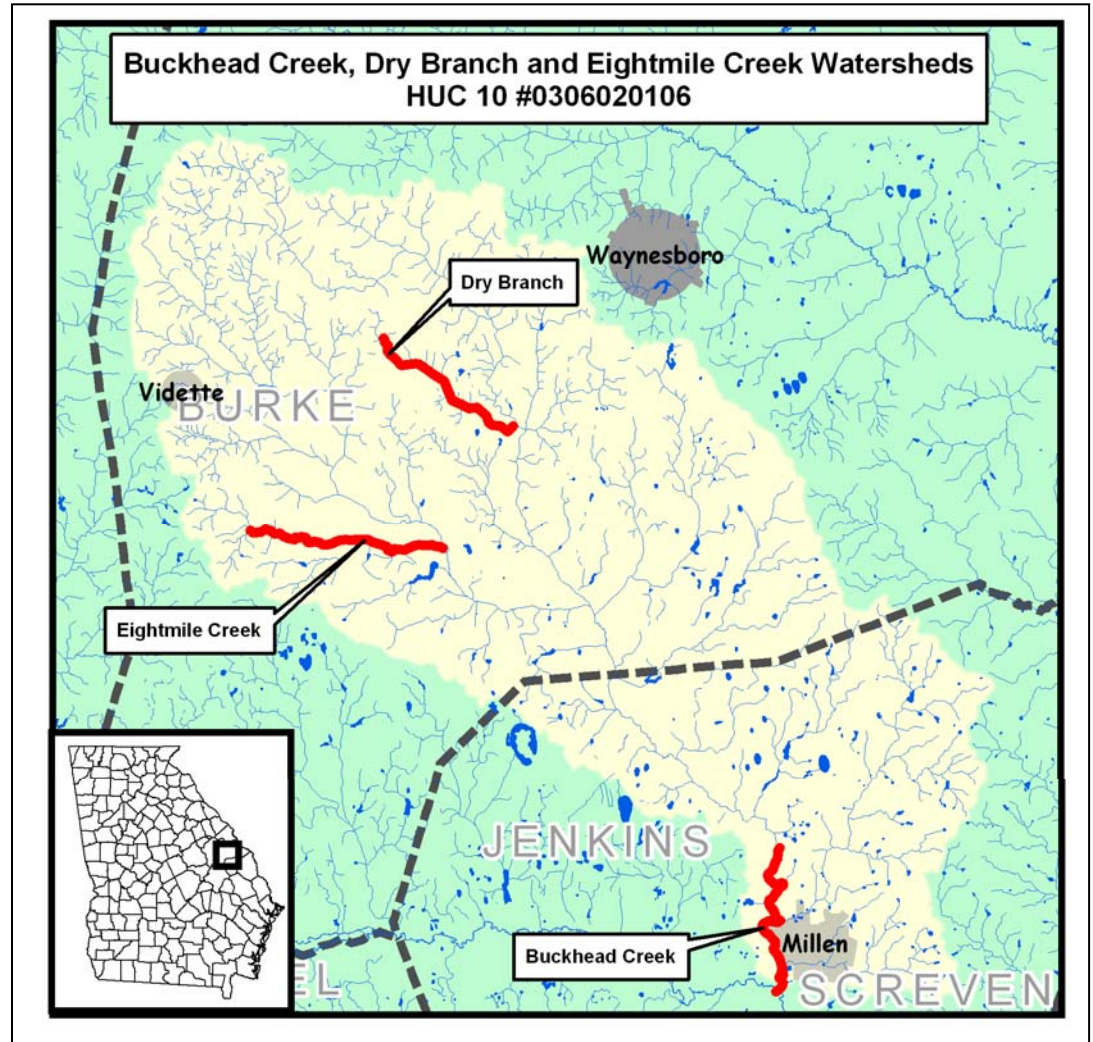 Buckhead Creek, Dry Branch and Eightmile Creek Watersheds
HUC 10 #0306020106
Waynesboro
Dry Branch
Vidette
BURKE
Eightmile Creek
JENKINS
Buckhead Creek
Millen
EL
SCREVEN